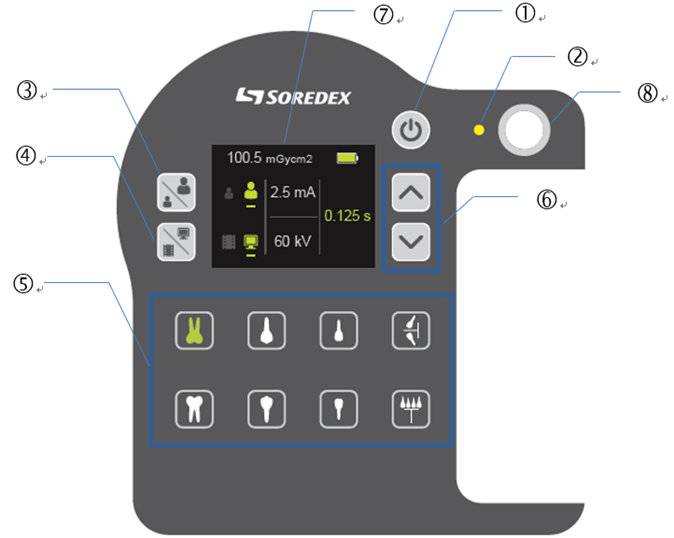 ⑦
①
②
③
⑧
SOREDEX
④
100.5 mGycm2
2.5 mA
0.125 s
60 kV
⑥
⑤